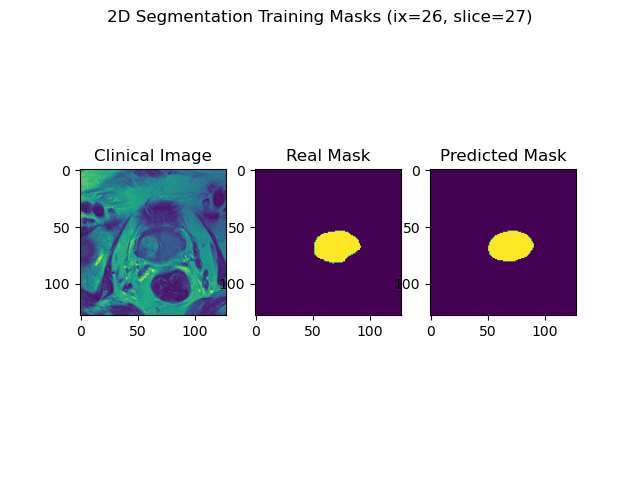 2D Segmentation Training Masks (ix=26, slice=27)
Clinical Image Real Mask Predicted Mask
0 0 0
50 50 50
100 100 100
0 50 100 0 50 100 0 50 100